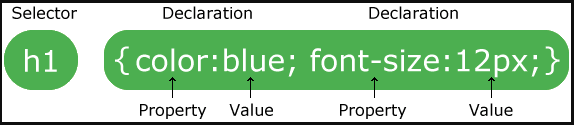 Selector Declaration Declaration
h1 {color:blue; font-size:12px;}
Property Value Property Value